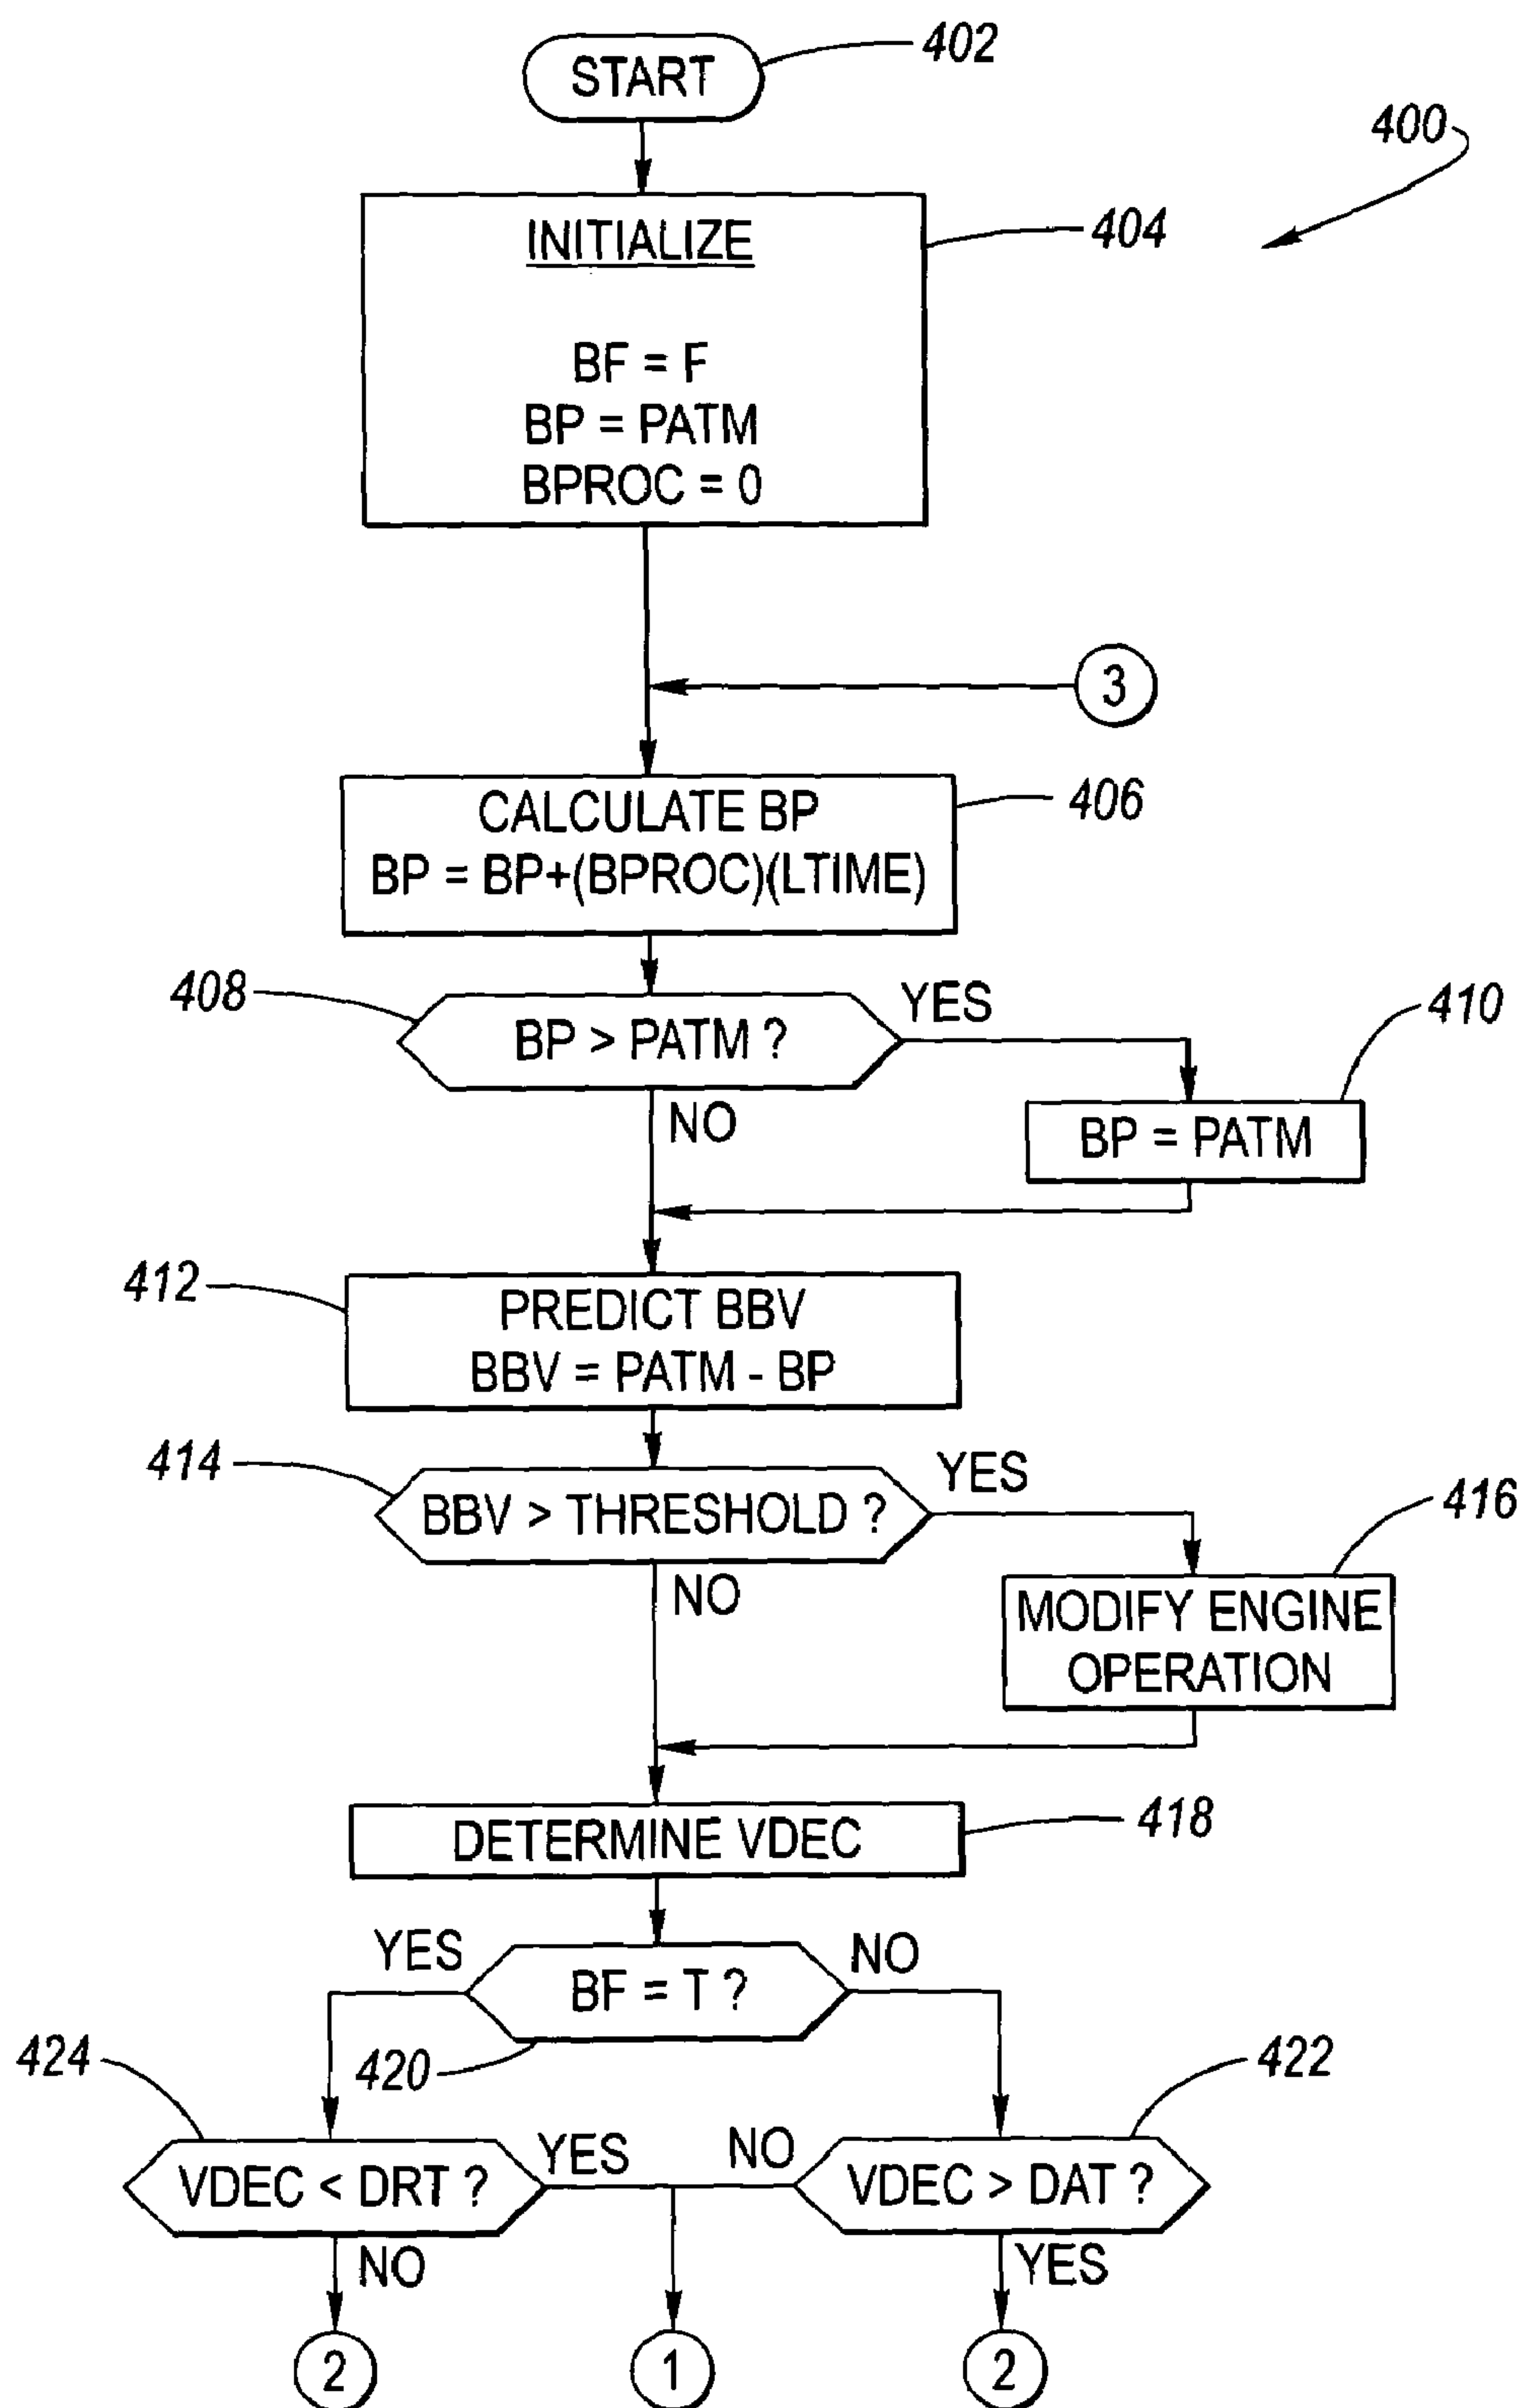 START
402
400
INITIALIZE
404
BF = F
BP = PATM
BPROC = 0
3
CALCULATE BP
406
BP = BP+(BPROC)(LTIME)
408
YES
410
BP > PATM ?
NO
BP = PATM
412
PREDICT BBV
BBV = PATM - BP
414
YES
416
BBV > THRESHOLD ?
NO
MODIFY ENGINE
OPERATION
DETERMINE VDEC
418
YES
NO
BF = T ?
424
420
422
YES
NO
VDEC < DRT ?
VDEC > DAT ?
NO
YES
2
1
2